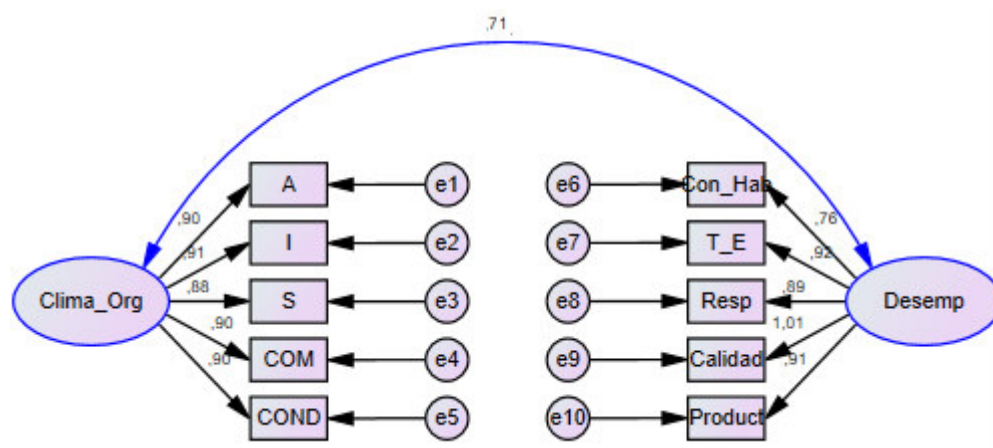 ,71
A
e1
e6
Con_Hab
,90
,76
I
e2
e7
T_E
,91
,92
Clima_Org
,88
S
e3
e8
Resp
,89
Desemp
,90
1,01
COM
e4
e9
Calidad
,90
,91
COND
e5
e10
Product